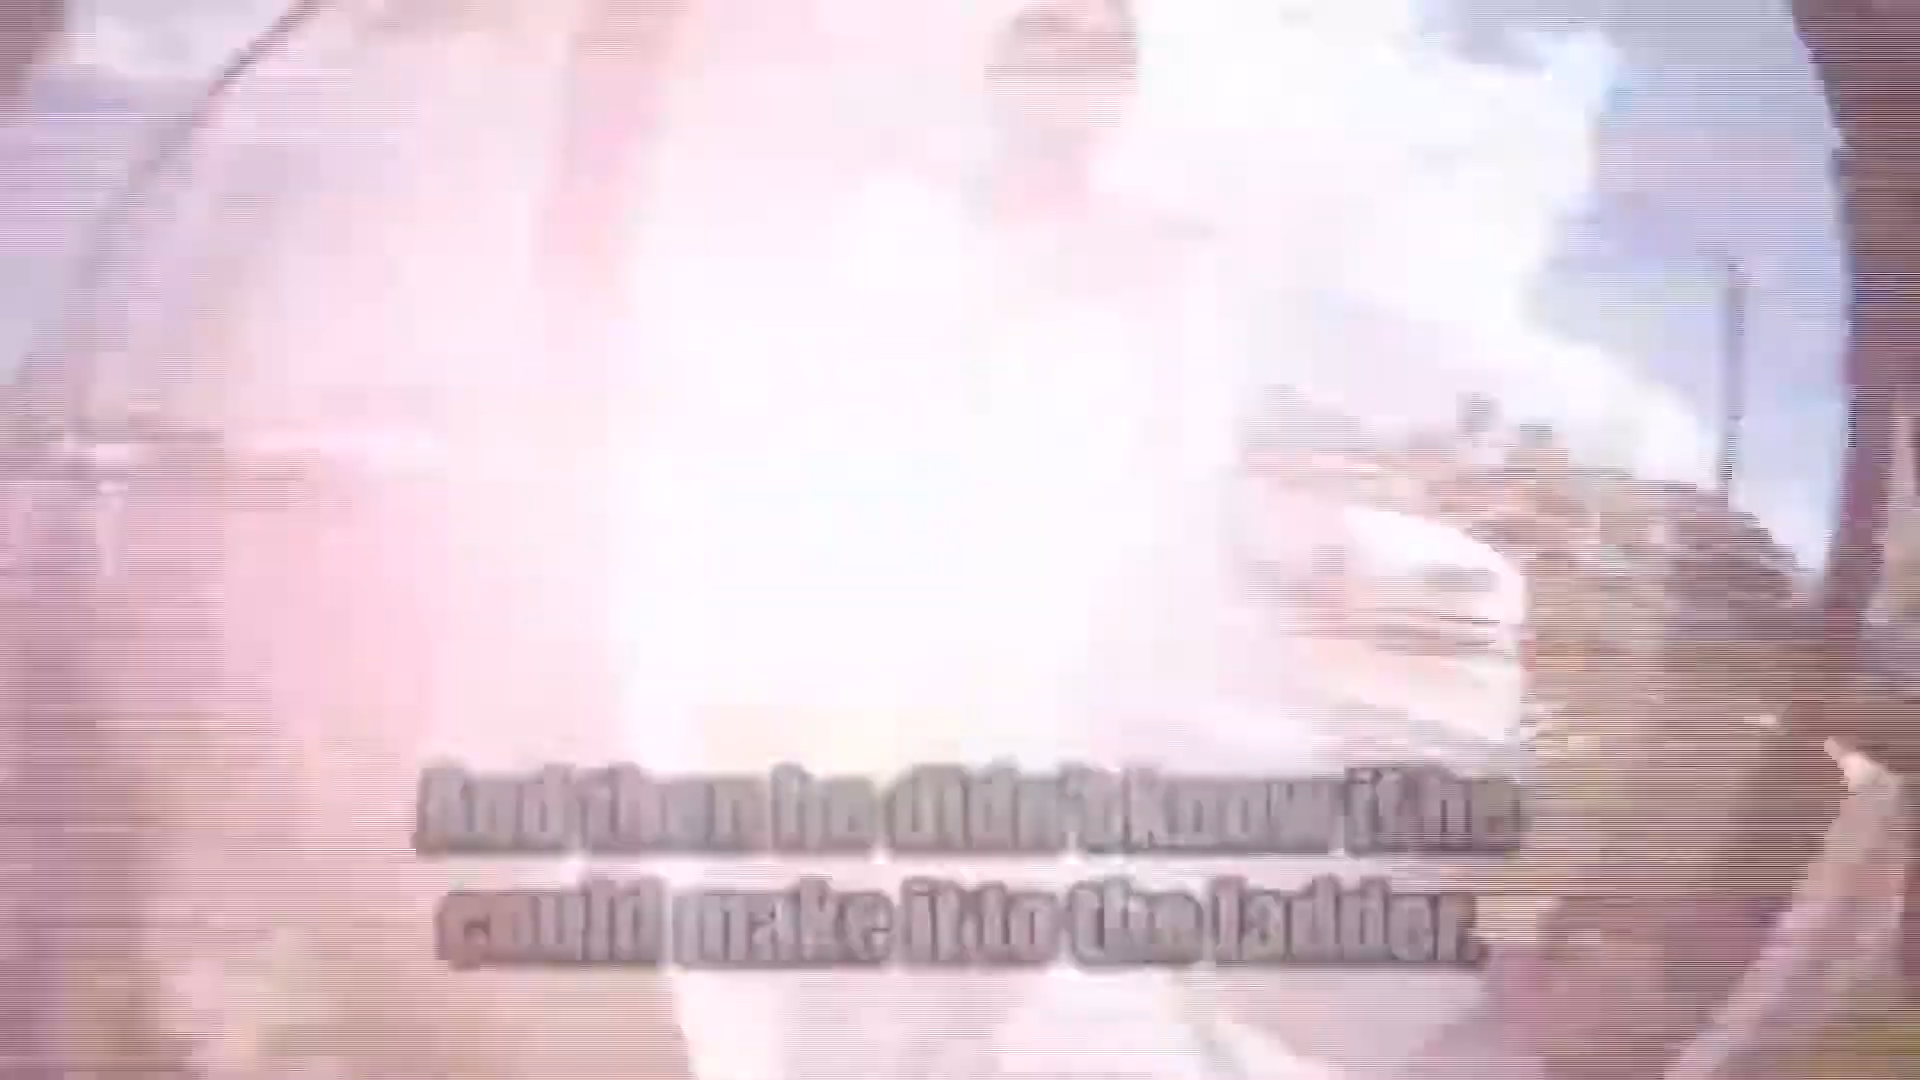 And then he didn't know if he
could make it to the ladder.